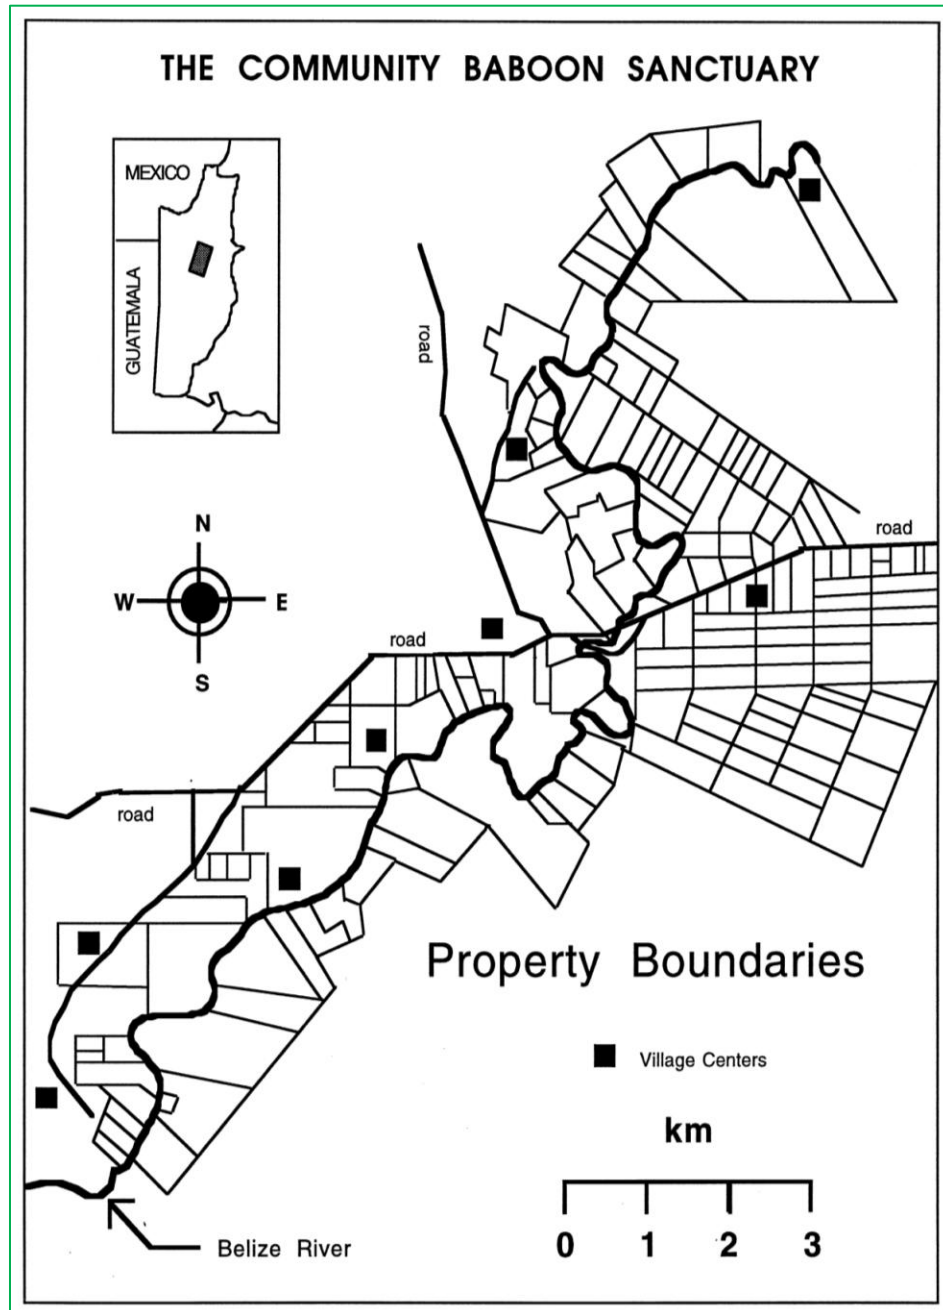 THE COMMUNITY BABOON SANCTUARY
MEXICO
GUATEMALA
road
N
W
E
S
road
road
road
Property Boundaries
Village Centers
km
0 1 2 3
Belize River